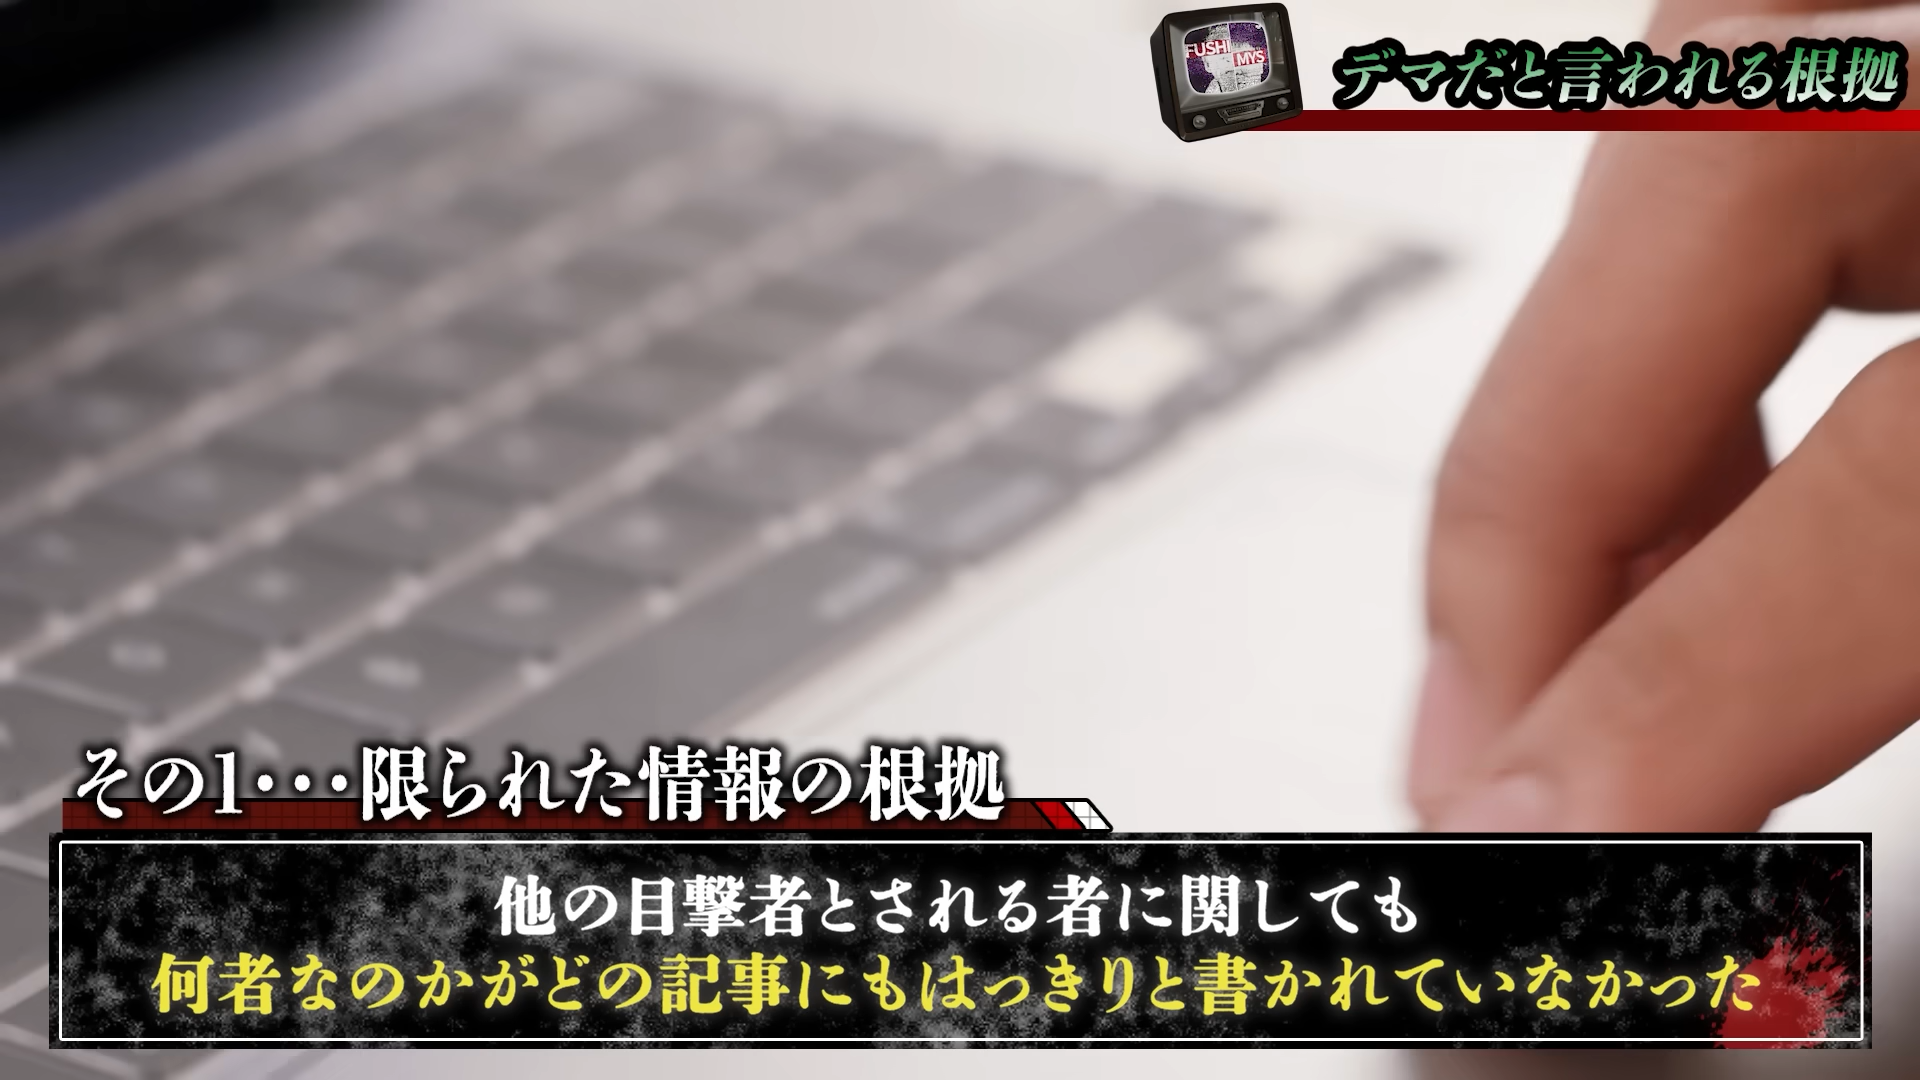 FUSHI
MYS
デマだと言われる根拠
その1･･･限られた情報の根拠
他の目撃者とされる者に関しても
何者なのかがどの記事にもはっきりと書かれていなかった